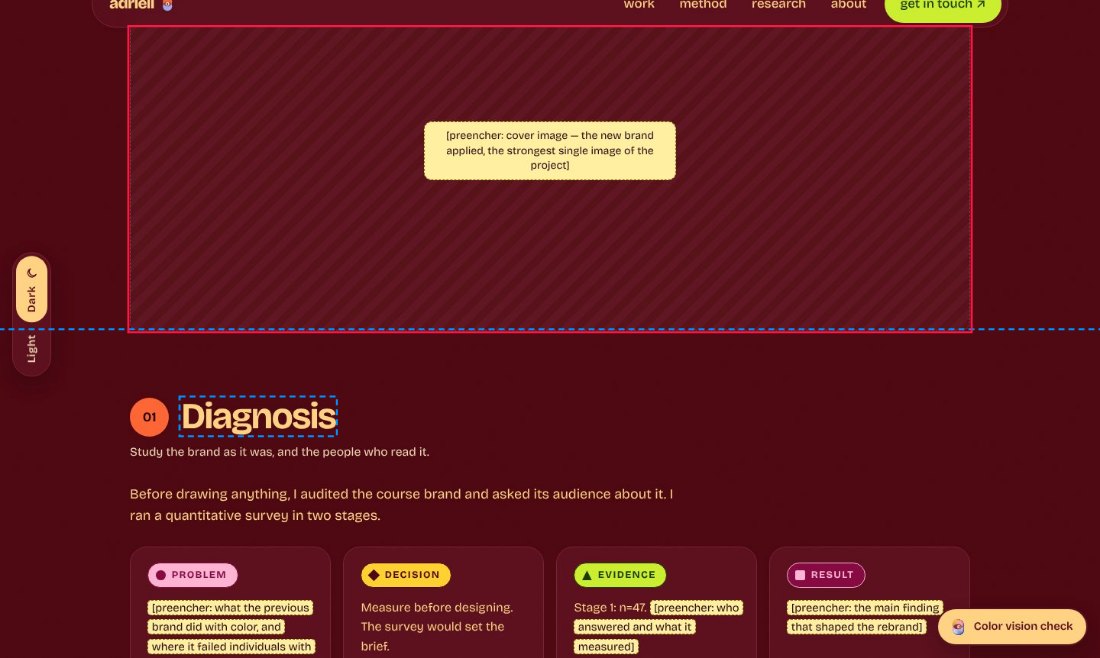 adriell
work method research about get in touch ↗
[preencher: cover image — the new brand
applied, the strongest single image of the
project]
Dark
Light
01 Diagnosis
Study the brand as it was, and the people who read it.
Before drawing anything, I audited the course brand and asked its audience about it. I
ran a quantitative survey in two stages.
PROBLEM
[preencher: what the previous
brand did with color, and
where it failed individuals with
DECISION
Measure before designing.
The survey would set the
brief.
EVIDENCE
Stage 1: n=47. [preencher: who
answered and what it
measured]
RESULT
[preencher: the main finding
that shaped the rebrand]
Color vision check